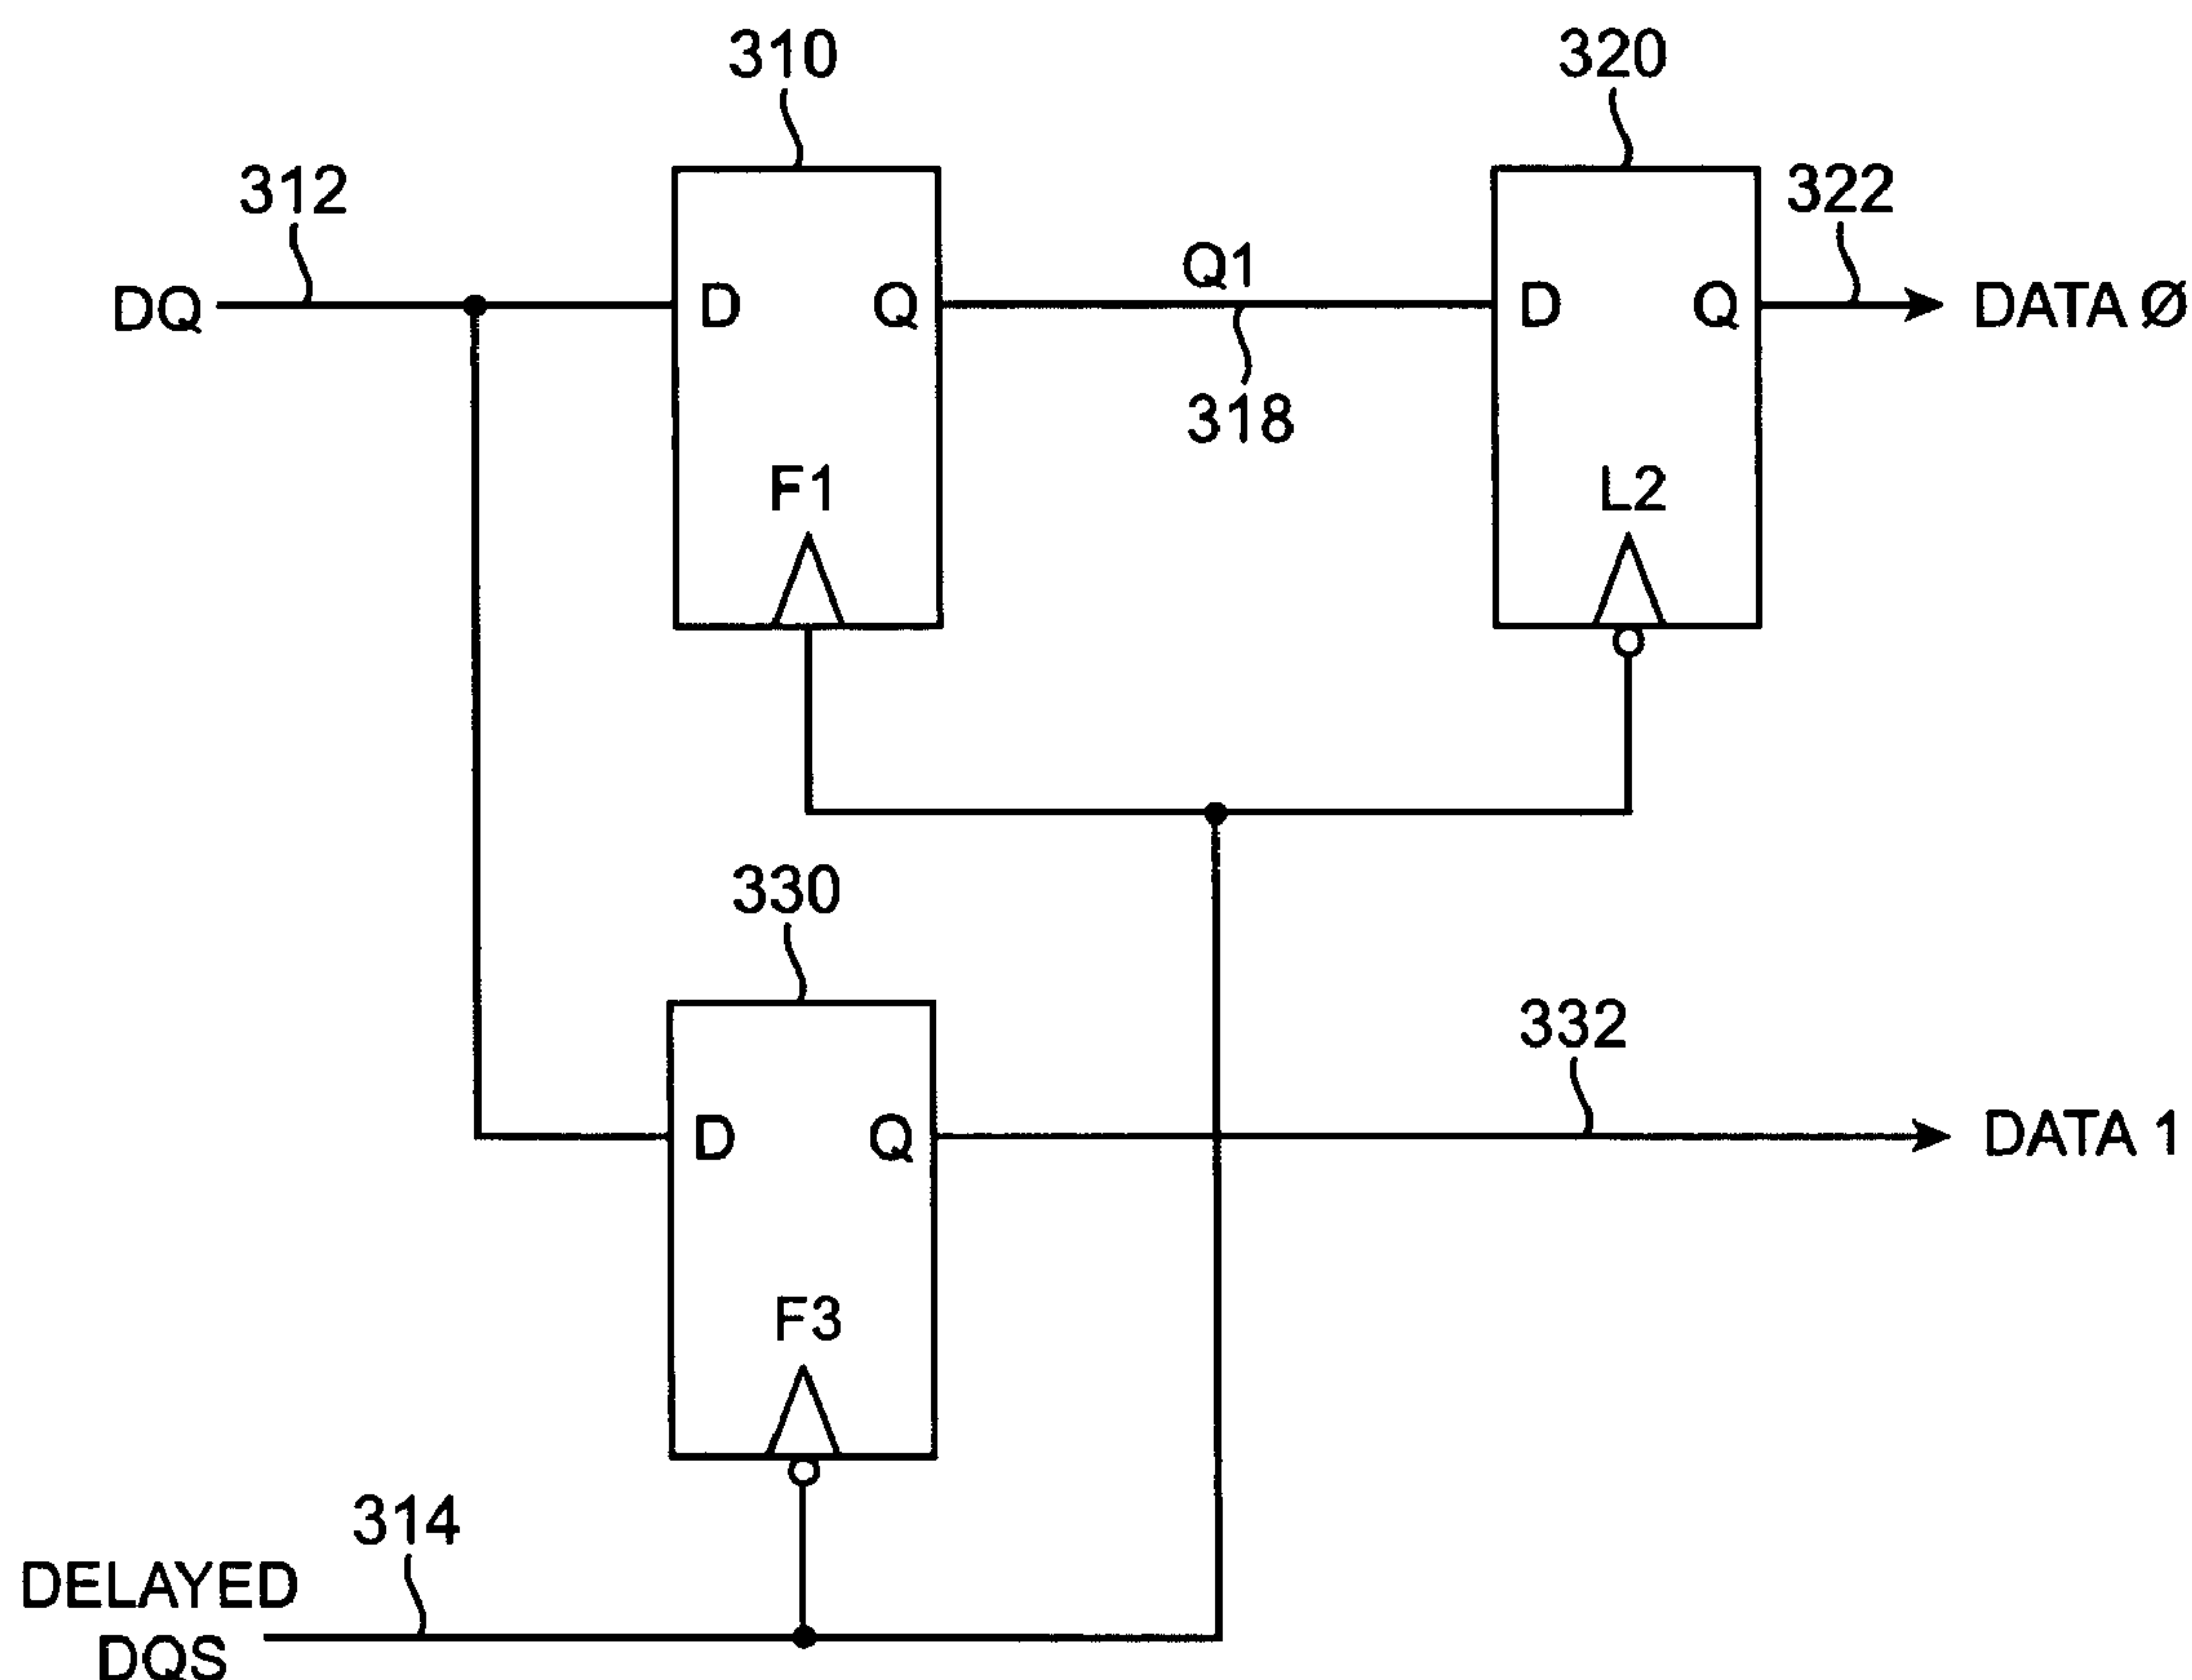 310
320
312
322
DQ
D
Q
Q1
D
Q
DATA Ø
318
F1
L2
330
332
D
Q
DATA 1
F3
314
DELAYED
DQS